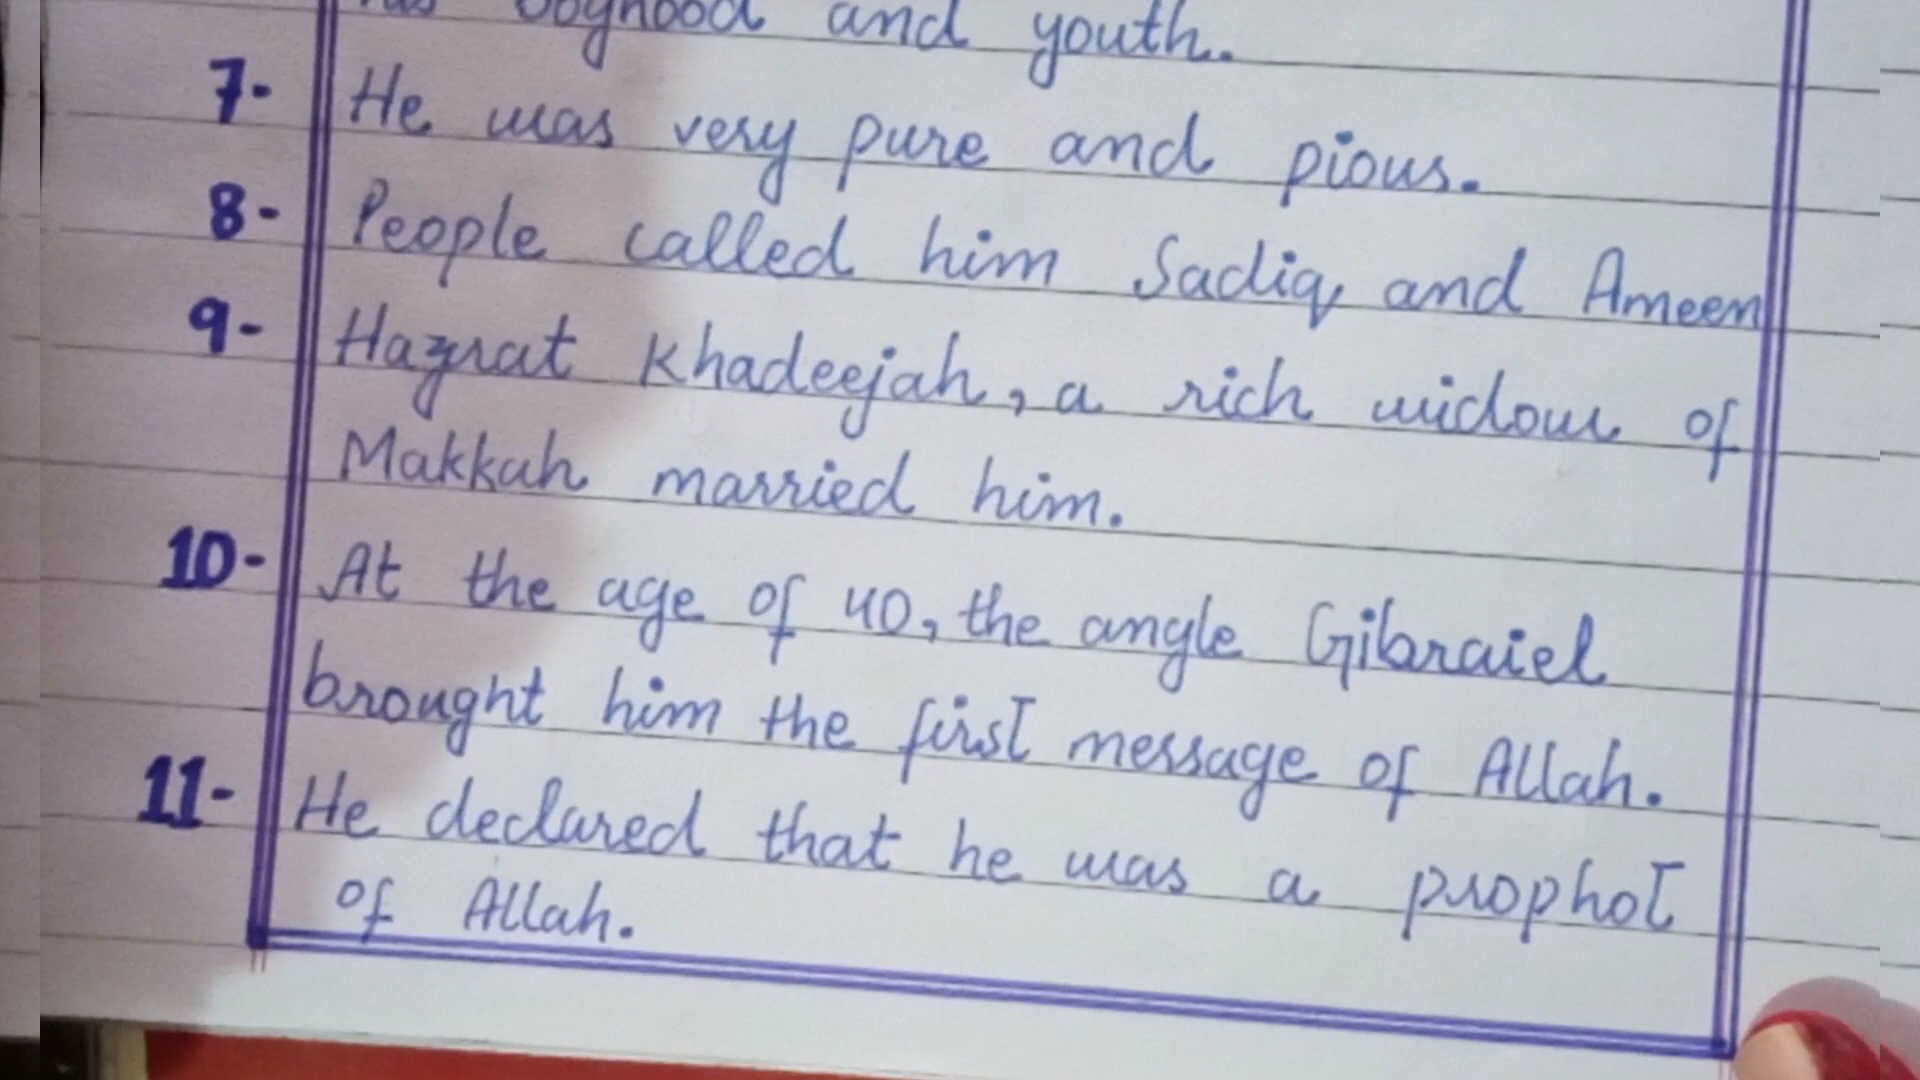 his boyhood and youth.
7- He was very pure and pious.
8- People called him Sadiq and Ameen
9- Hazrat Khadeejah, a rich widow of
Makkah married him.
10- At the age of 40, the angle Gibraiel
brought him the first message of Allah.
11- He declared that he was a prophot
of Allah.